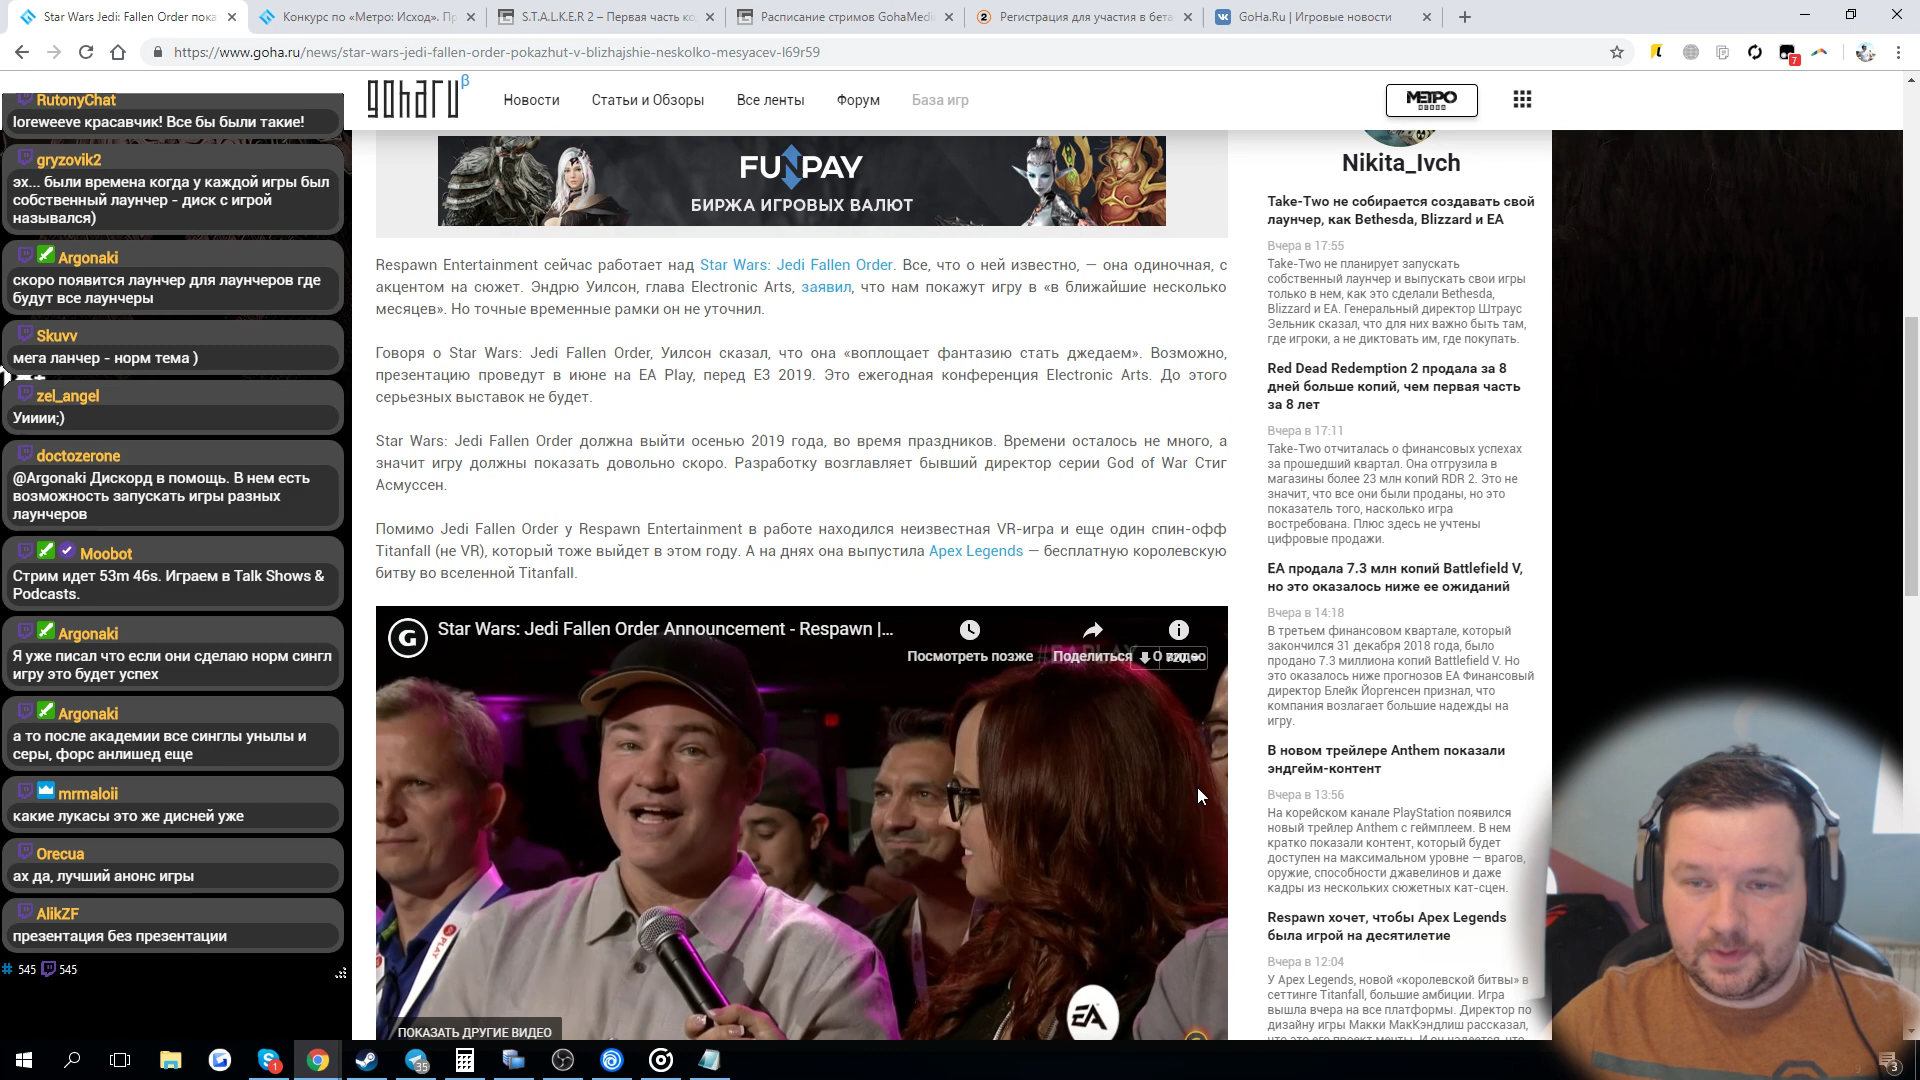 Star Wars Jedi: Fallen Order пока
Конкурс по «Метро: Исход». Пр
S.T.A.L.K.E.R 2 – Первая часть ко
Расписание стримов GohaMedi
Регистрация для участия в бета
GoHa.Ru | Игровые новости
https://www.goha.ru/news/star-wars-jedi-fallen-order-pokazhut-v-blizhajshie-neskolko-mesyacev-l69r59
7
RutonyChat
loreweeve красавчик! Все бы были такие!
gryzovik2
эх... были времена когда у каждой игры был
собственный лаунчер - диск с игрой
назывался)
Argonaki
скоро появится лаунчер для лаунчеров где
будут все лаунчеры
Skuvv
мега ланчер - норм тема )
zel_angel
Уииии;)
doctozerone
@Argonaki Дискорд в помощь. В нем есть
возможность запускать игры разных
лаунчеров
Moobot
Стрим идет 53m 46s. Играем в Talk Shows &
Podcasts.
Argonaki
Я уже писал что если они сделаю норм сингл
игру это будет успех
Argonaki
а то после академии все синглы унылы и
серы, форс анлишед еще
mrmaloii
какие лукасы это же дисней уже
Orecua
ах да, лучший анонс игры
AlikZF
презентация без презентации
545 545
goharu β
Новости
Статьи и Обзоры
Все ленты
Форум
База игр
МЕТРО
FUNPAY
БИРЖА ИГРОВЫХ ВАЛЮТ
Respawn Entertainment сейчас работает над Star Wars: Jedi Fallen Order. Все, что о ней известно, — она одиночная, с
акцентом на сюжет. Эндрю Уилсон, глава Electronic Arts, заявил, что нам покажут игру в «в ближайшие несколько
месяцев». Но точные временные рамки он не уточнил.
Говоря о Star Wars: Jedi Fallen Order, Уилсон сказал, что она «воплощает фантазию стать джедаем». Возможно,
презентацию проведут в июне на EA Play, перед E3 2019. Это ежегодная конференция Electronic Arts. До этого
серьезных выставок не будет.
Star Wars: Jedi Fallen Order должна выйти осенью 2019 года, во время праздников. Времени осталось не много, а
значит игру должны показать довольно скоро. Разработку возглавляет бывший директор серии God of War Стиг
Асмуссен.
Помимо Jedi Fallen Order у Respawn Entertainment в работе находился неизвестная VR-игра и еще один спин-офф
Titanfall (не VR), который тоже выйдет в этом году. А на днях она выпустила Apex Legends — бесплатную королевскую
битву во вселенной Titanfall.
G
Star Wars: Jedi Fallen Order Announcement - Respawn |...
Посмотреть позже
Поделиться
О видео
PLAY
EA
ПОКАЗАТЬ ДРУГИЕ ВИДЕО
Nikita_Ivch
Take-Two не собирается создавать свой
лаунчер, как Bethesda, Blizzard и EA
Вчера в 17:55
Take-Two не планирует запускать
собственный лаунчер и выпускать свои игры
только в нем, как это сделали Bethesda,
Blizzard и EA. Генеральный директор Штраус
Зельник сказал, что для них важно быть там,
где игроки, а не диктовать им, где покупать.
Red Dead Redemption 2 продала за 8
дней больше копий, чем первая часть
за 8 лет
Вчера в 17:11
Take-Two отчиталась о финансовых успехах
за прошедший квартал. Она отгрузила в
магазины более 23 млн копий RDR 2. Это не
значит, что все они были проданы, но это
показатель того, насколько игра
востребована. Плюс здесь не учтены
цифровые продажи.
EA продала 7.3 млн копий Battlefield V,
но это оказалось ниже ее ожиданий
Вчера в 14:18
В третьем финансовом квартале, который
закончился 31 декабря 2018 года, было
продано 7.3 миллиона копий Battlefield V. Но
это оказалось ниже прогнозов EA Финансовый
директор Блейк Йоргенсен признал, что
компания возлагает большие надежды на
игру.
В новом трейлере Anthem показали
эндгейм-контент
Вчера в 13:56
На корейском канале PlayStation появился
новый трейлер Anthem с геймплеем. В нем
кратко показали контент, который будет
доступен на максимальном уровне — врагов,
оружие, способности джавелинов и даже
кадры из нескольких сюжетных кат-сцен.
Respawn хочет, чтобы Apex Legends
была игрой на десятилетие
Вчера в 12:04
У Apex Legends, новой «королевской битвы» в
сеттинге Titanfall, большие амбиции. Игра
вышла вчера на все платформы. Директор по
дизайну игры Макки МакКэндлиш рассказал,
1
35
3